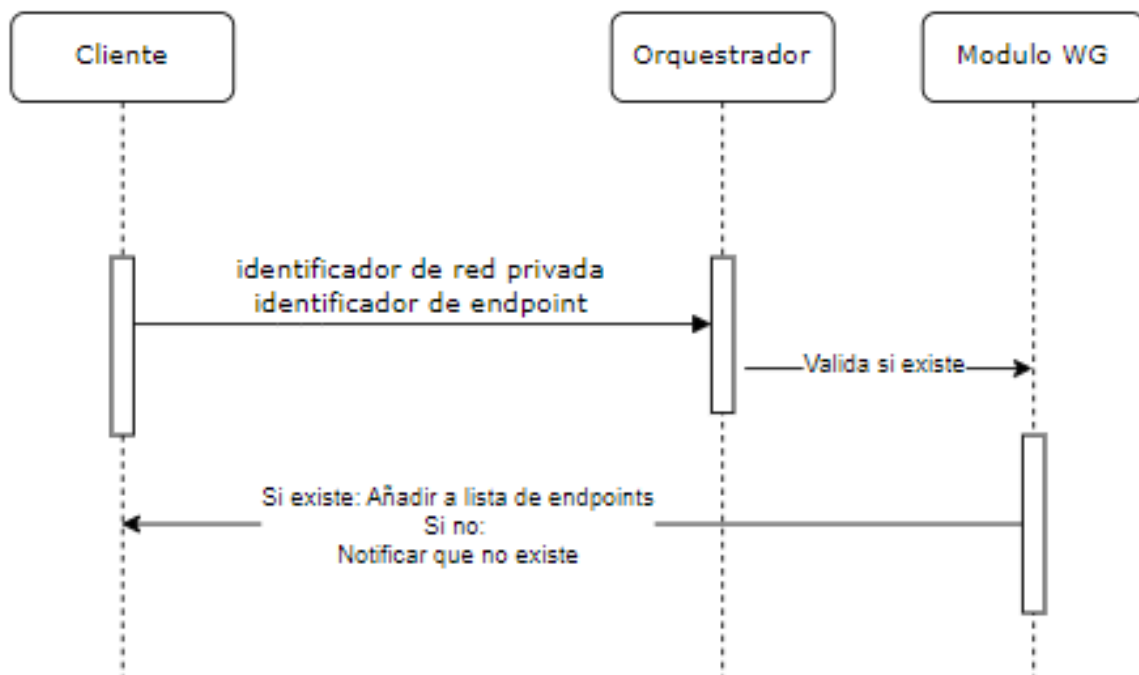 Cliente
Orquestrador
Modulo WG
identificador de red privada
identificador de endpoint
Valida si existe
Si existe: Añadir a lista de endpoints
Si no:
Notificar que no existe